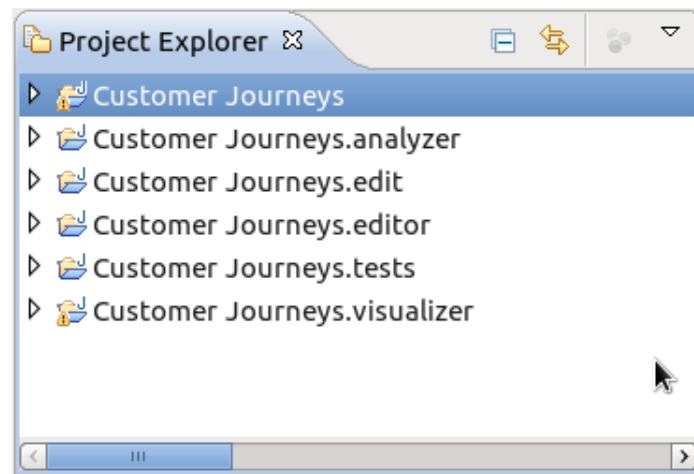 Project Explorer
Customer Journeys
Customer Journeys.analyzer
Customer Journeys.edit
Customer Journeys.editor
Customer Journeys.tests
Customer Journeys.visualizer